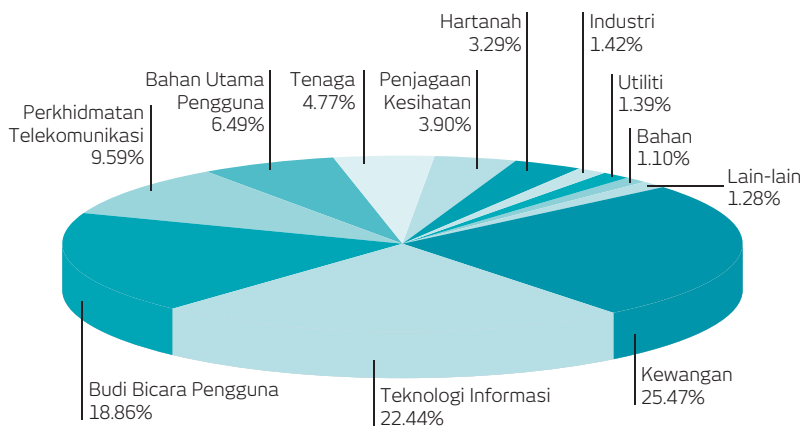 Hartanah
3.29%
Industri
1.42%
Bahan Utama
Pengguna
6.49%
Tenaga
4.77%
Penjagaan
Kesihatan
3.90%
Utiliti
1.39%
Perkhidmatan
Telekomunikasi
9.59%
Bahan
1.10%
Lain-lain
1.28%
Budi Bicara Pengguna
18.86%
Teknologi Informasi
22.44%
Kewangan
25.47%